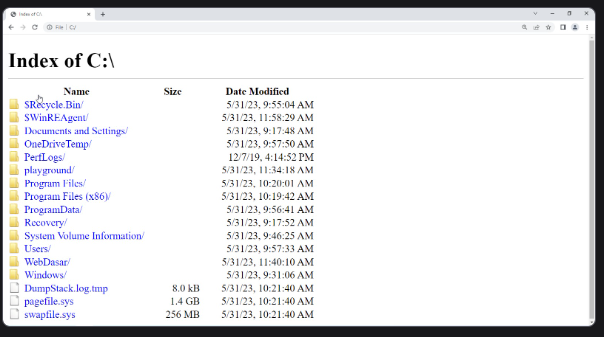 Index of C:\
File | C:/
Index of C:\
Name Size Date Modified
$Recycle.Bin/ 5/31/23, 9:55:04 AM
$WinREAgent/ 5/31/23, 11:58:29 AM
Documents and Settings/ 5/31/23, 9:17:48 AM
OneDriveTemp/ 5/31/23, 9:57:50 AM
PerfLogs/ 12/7/19, 4:14:52 PM
playground/ 5/31/23, 11:34:18 AM
Program Files/ 5/31/23, 10:20:01 AM
Program Files (x86)/ 5/31/23, 10:19:42 AM
ProgramData/ 5/31/23, 9:56:41 AM
Recovery/ 5/31/23, 9:17:52 AM
System Volume Information/ 5/31/23, 9:46:25 AM
Users/ 5/31/23, 9:57:33 AM
WebDasar/ 5/31/23, 11:40:10 AM
Windows/ 5/31/23, 9:31:06 AM
DumpStack.log.tmp 8.0 kB 5/31/23, 10:21:40 AM
pagefile.sys 1.4 GB 5/31/23, 10:21:40 AM
swapfile.sys 256 MB 5/31/23, 10:21:40 AM